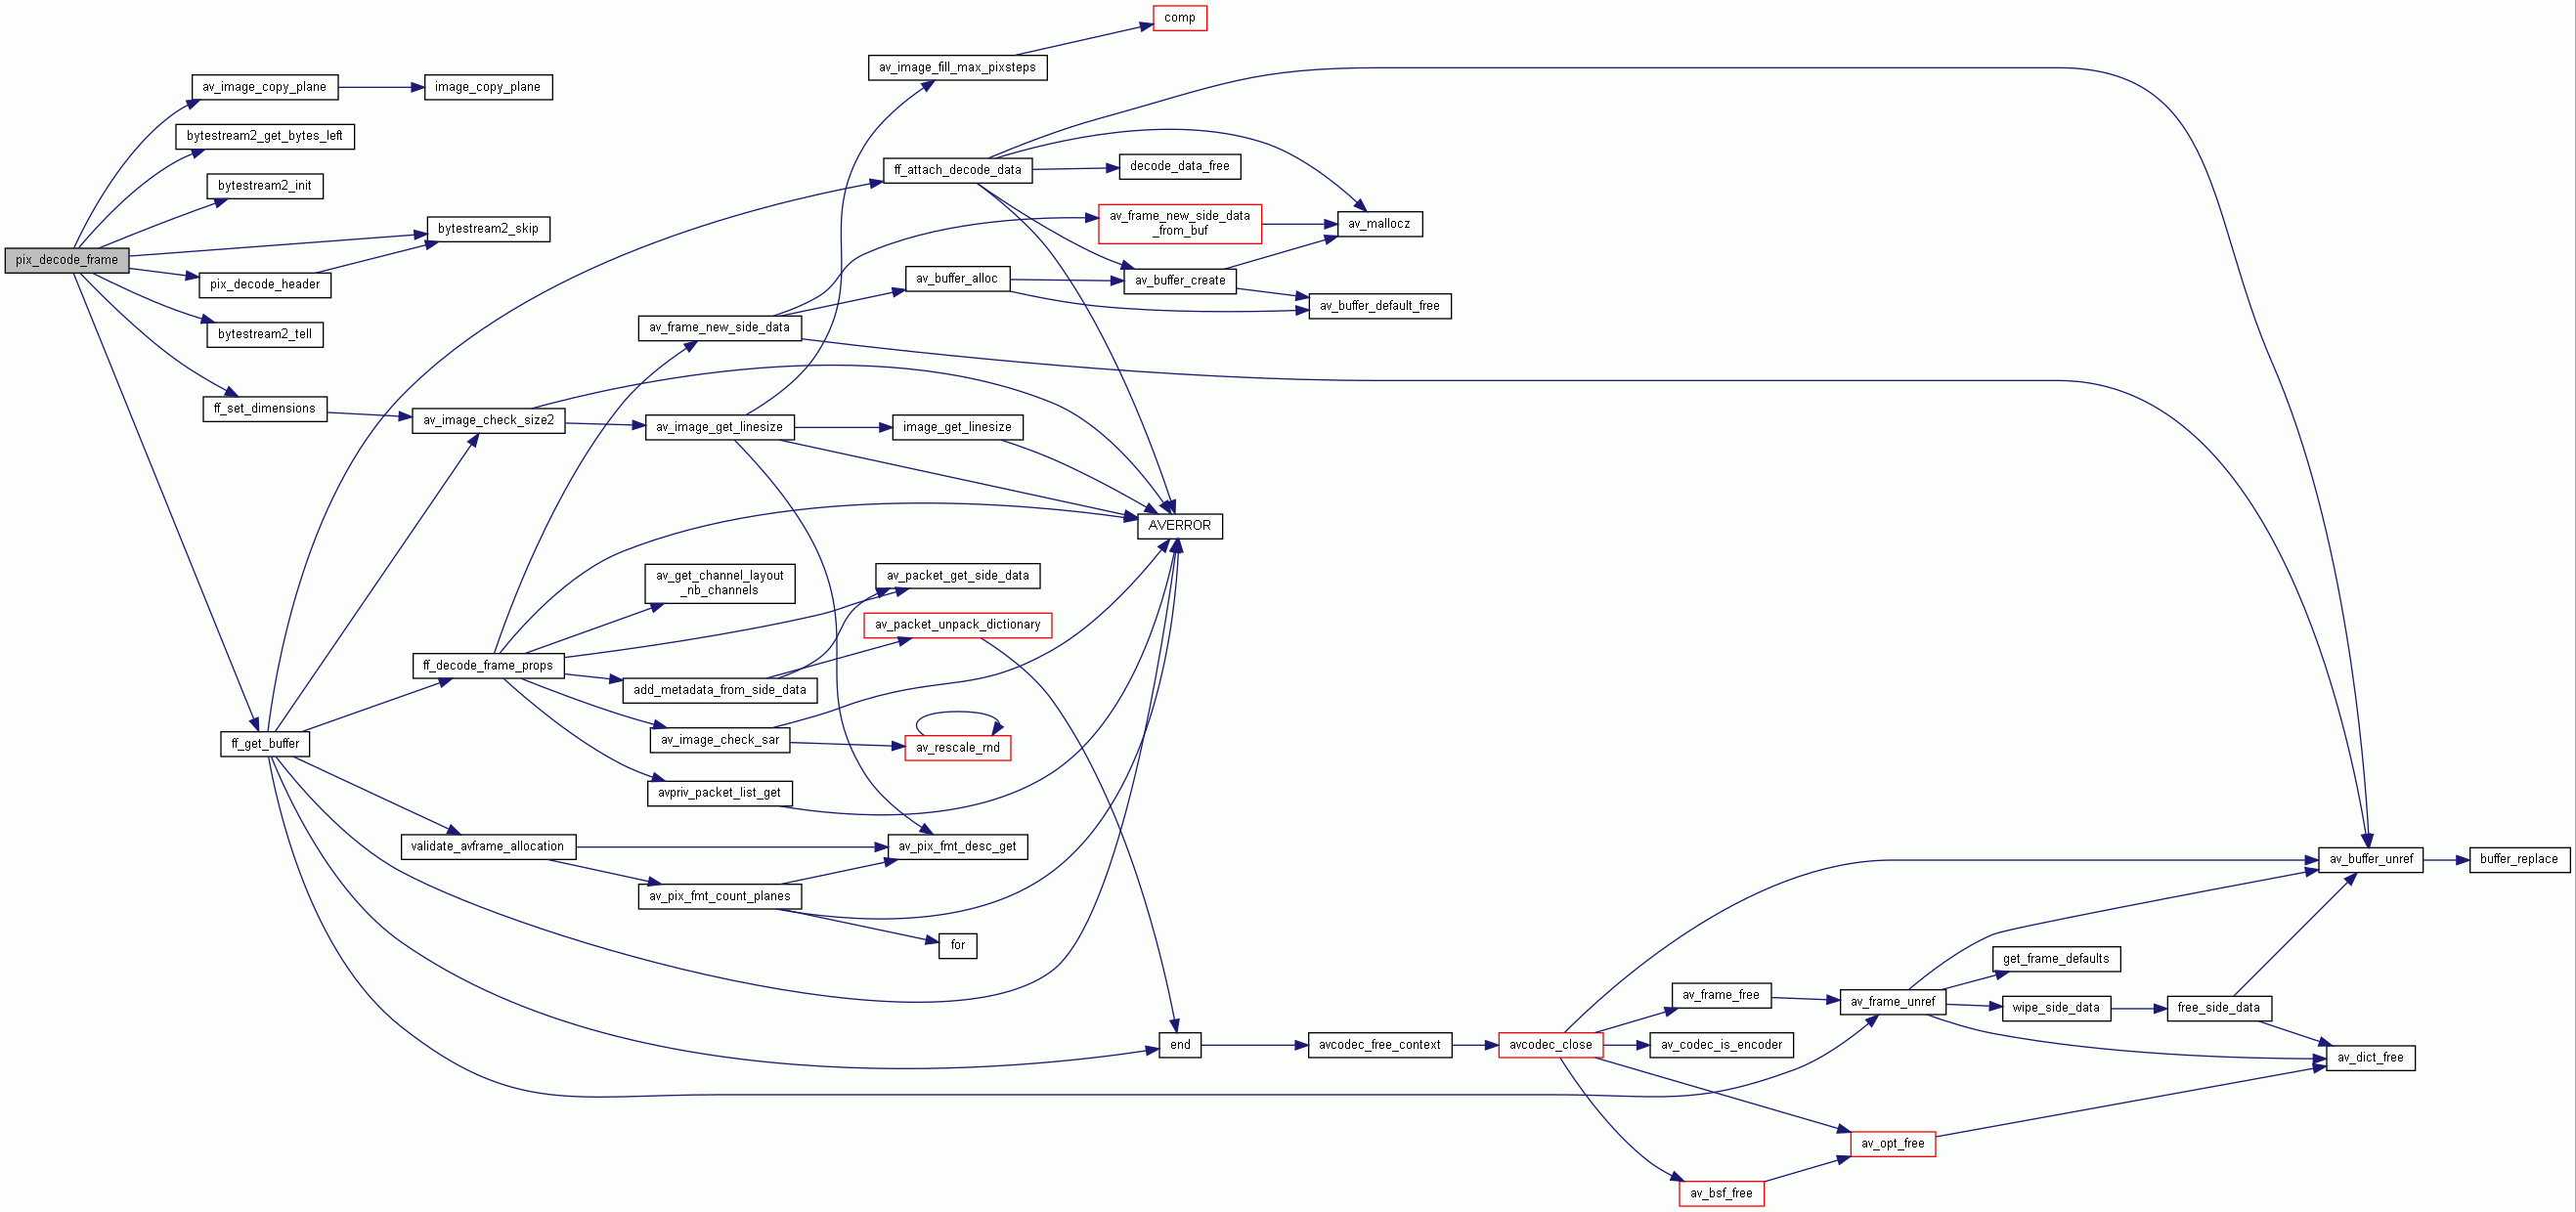 comp
av_image_fill_max_pixsteps
av_image_copy_plane
image_copy_plane
bytestream2_get_bytes_left
ff_attach_decode_data
decode_data_free
bytestream2_init
av_frame_new_side_data
_from_buf
av_mallocz
bytestream2_skip
pix_decode_frame
pix_decode_header
av_buffer_alloc
av_buffer_create
av_buffer_default_free
bytestream2_tell
av_frame_new_side_data
ff_set_dimensions
av_image_check_size2
av_image_get_linesize
image_get_linesize
AVERROR
av_get_channel_layout
_nb_channels
av_packet_get_side_data
av_packet_unpack_dictionary
ff_decode_frame_props
add_metadata_from_side_data
ff_get_buffer
av_image_check_sar
av_rescale_rnd
avpriv_packet_list_get
validate_avframe_allocation
av_pix_fmt_desc_get
av_buffer_unref
buffer_replace
av_pix_fmt_count_planes
for
get_frame_defaults
av_frame_free
av_frame_unref
wipe_side_data
free_side_data
end
avcodec_free_context
avcodec_close
av_codec_is_encoder
av_dict_free
av_opt_free
av_bsf_free